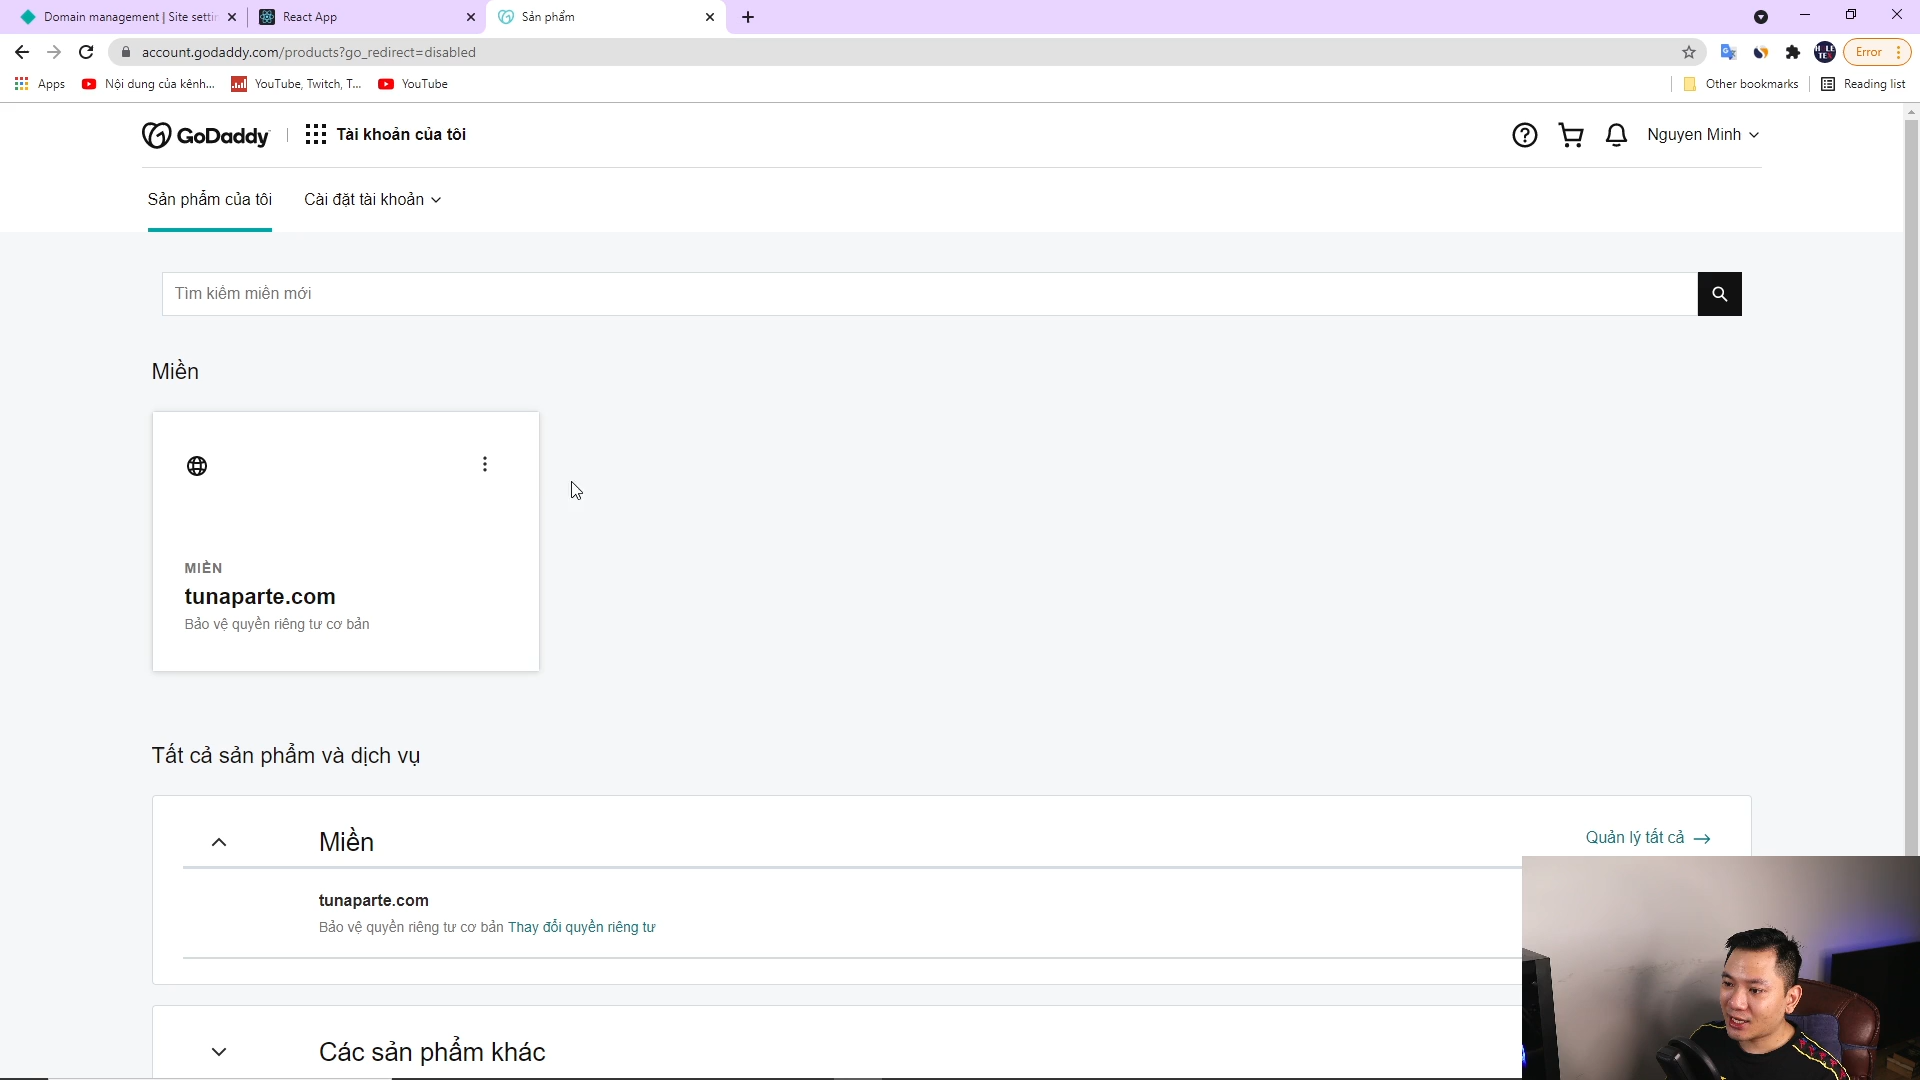 Domain management | Site settin
React App
Sản phẩm
account.godaddy.com/products?go_redirect=disabled
Error
Apps
Nội dung của kênh...
YouTube, Twitch, T...
YouTube
Other bookmarks
Reading list
GoDaddy
Tài khoản của tôi
Nguyen Minh
Sản phẩm của tôi
Cài đặt tài khoản
Tìm kiếm miền mới
Miền
MIỀN
tunaparte.com
Bảo vệ quyền riêng tư cơ bản
Tất cả sản phẩm và dịch vụ
Miền
Quản lý tất cả
tunaparte.com
Bảo vệ quyền riêng tư cơ bản Thay đổi quyền riêng tư
Các sản phẩm khác